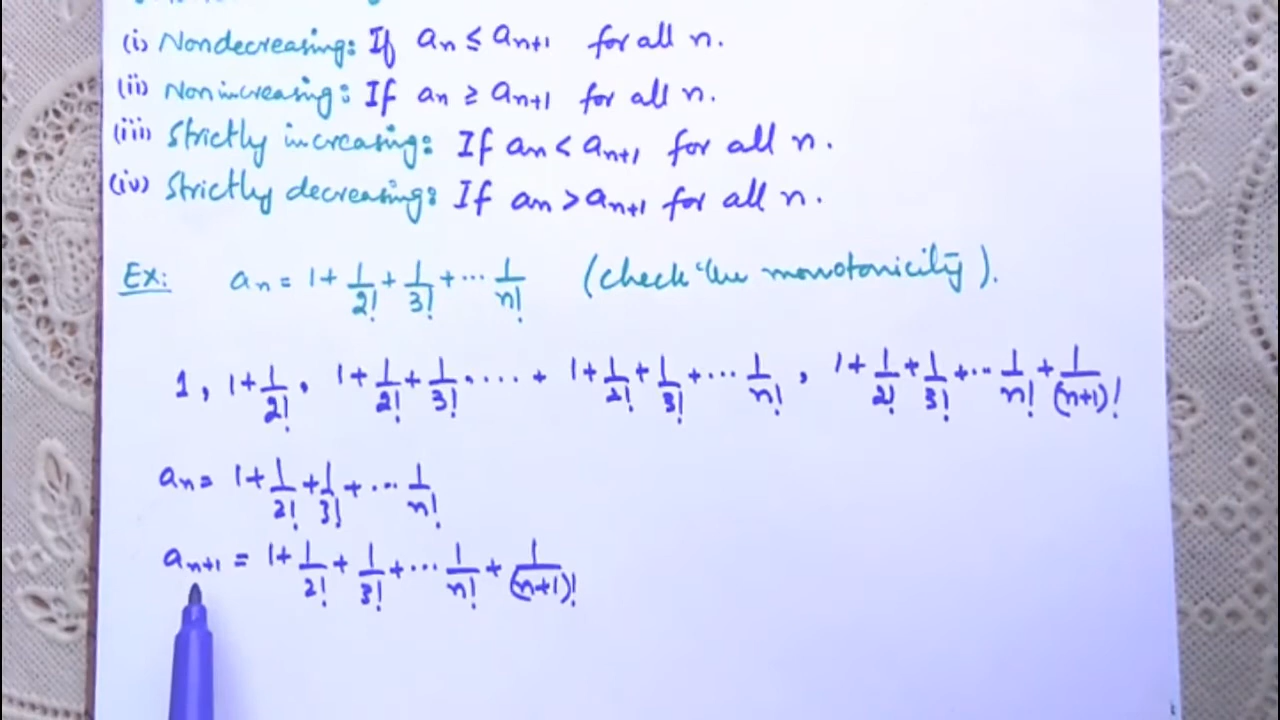 (i) Nondecreasing: If aₙ ≤ aₙ₊₁ for all n.
(ii) Nonincreasing: If aₙ ≥ aₙ₊₁ for all n.
(iii) Strictly increasing: If aₙ < aₙ₊₁ for all n.
(iv) Strictly decreasing: If aₙ > aₙ₊₁ for all n.
Ex: aₙ = 1 + 1/2! + 1/3! + ... 1/n! (check the monotonicity).
1, 1 + 1/2!, 1 + 1/2! + 1/3!, .... 1 + 1/2! + 1/3! + ... 1/n!, 1 + 1/2! + 1/3! + ... 1/n! + 1/(n+1)!
aₙ = 1 + 1/2! + 1/3! + ... 1/n!
aₙ₊₁ = 1 + 1/2! + 1/3! + ... 1/n! + 1/(n+1)!